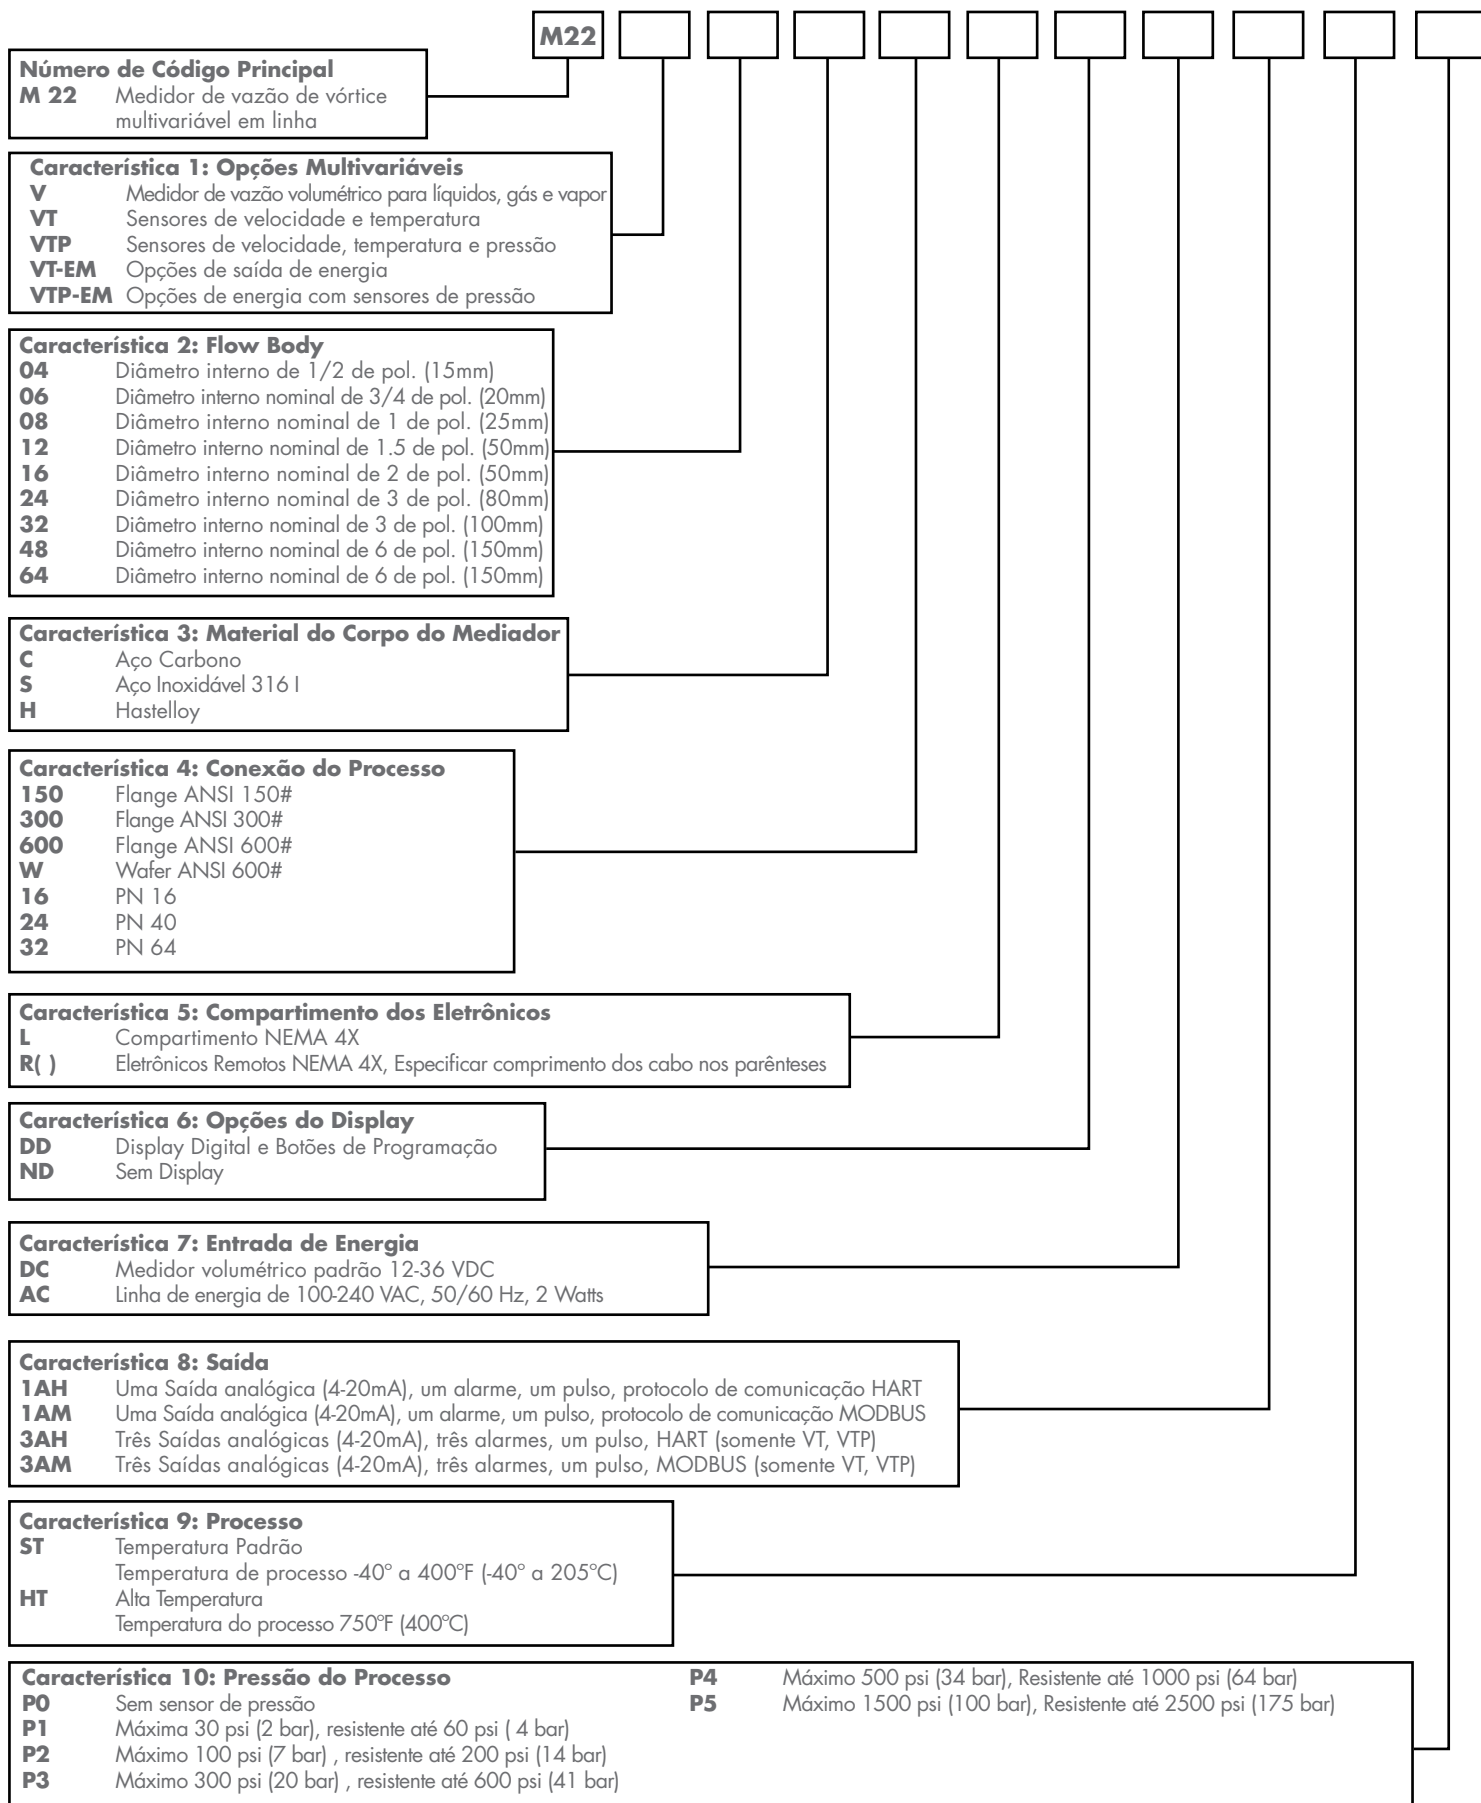 M22
Número de Código Principal
M 22 Medidor de vazão de vórtice
multivariável em linha
Característica 1: Opções Multivariáveis
V Medidor de vazão volumétrico para líquidos, gás e vapor
VT Sensores de velocidade e temperatura
VTP Sensores de velocidade, temperatura e pressão
VT-EM Opções de saída de energia
VTP-EM Opções de energia com sensores de pressão
Característica 2: Flow Body
04 Diâmetro interno de 1/2 de pol. (15mm)
06 Diâmetro interno nominal de 3/4 de pol. (20mm)
08 Diâmetro interno nominal de 1 de pol. (25mm)
12 Diâmetro interno nominal de 1.5 de pol. (50mm)
16 Diâmetro interno nominal de 2 de pol. (50mm)
24 Diâmetro interno nominal de 3 de pol. (80mm)
32 Diâmetro interno nominal de 3 de pol. (100mm)
48 Diâmetro interno nominal de 6 de pol. (150mm)
64 Diâmetro interno nominal de 6 de pol. (150mm)
Característica 3: Material do Corpo do Mediador
C Aço Carbono
S Aço Inoxidável 316 l
H Hastelloy
Característica 4: Conexão do Processo
150 Flange ANSI 150#
300 Flange ANSI 300#
600 Flange ANSI 600#
W Wafer ANSI 600#
16 PN 16
24 PN 40
32 PN 64
Característica 5: Compartimento dos Eletrônicos
L Compartimento NEMA 4X
R( ) Eletrônicos Remotos NEMA 4X, Especificar comprimento dos cabo nos parênteses
Característica 6: Opções do Display
DD Display Digital e Botões de Programação
ND Sem Display
Característica 7: Entrada de Energia
DC Medidor volumétrico padrão 12-36 VDC
AC Linha de energia de 100-240 VAC, 50/60 Hz, 2 Watts
Característica 8: Saída
1AH Uma Saída analógica (4-20mA), um alarme, um pulso, protocolo de comunicação HART
1AM Uma Saída analógica (4-20mA), um alarme, um pulso, protocolo de comunicação MODBUS
3AH Três Saídas analógicas (4-20mA), três alarmes, um pulso, HART (somente VT, VTP)
3AM Três Saídas analógicas (4-20mA), três alarmes, um pulso, MODBUS (somente VT, VTP)
Característica 9: Processo
ST Temperatura Padrão
Temperatura de processo -40º a 400ºF (-40º a 205ºC)
HT Alta Temperatura
Temperatura do processo 750ºF (400ºC)
Característica 10: Pressão do Processo
P0 Sem sensor de pressão
P1 Máxima 30 psi (2 bar), resistente até 60 psi ( 4 bar)
P2 Máximo 100 psi (7 bar) , resistente até 200 psi (14 bar)
P3 Máximo 300 psi (20 bar) , resistente até 600 psi (41 bar)
P4 Máximo 500 psi (34 bar), Resistente até 1000 psi (64 bar)
P5 Máximo 1500 psi (100 bar), Resistente até 2500 psi (175 bar)